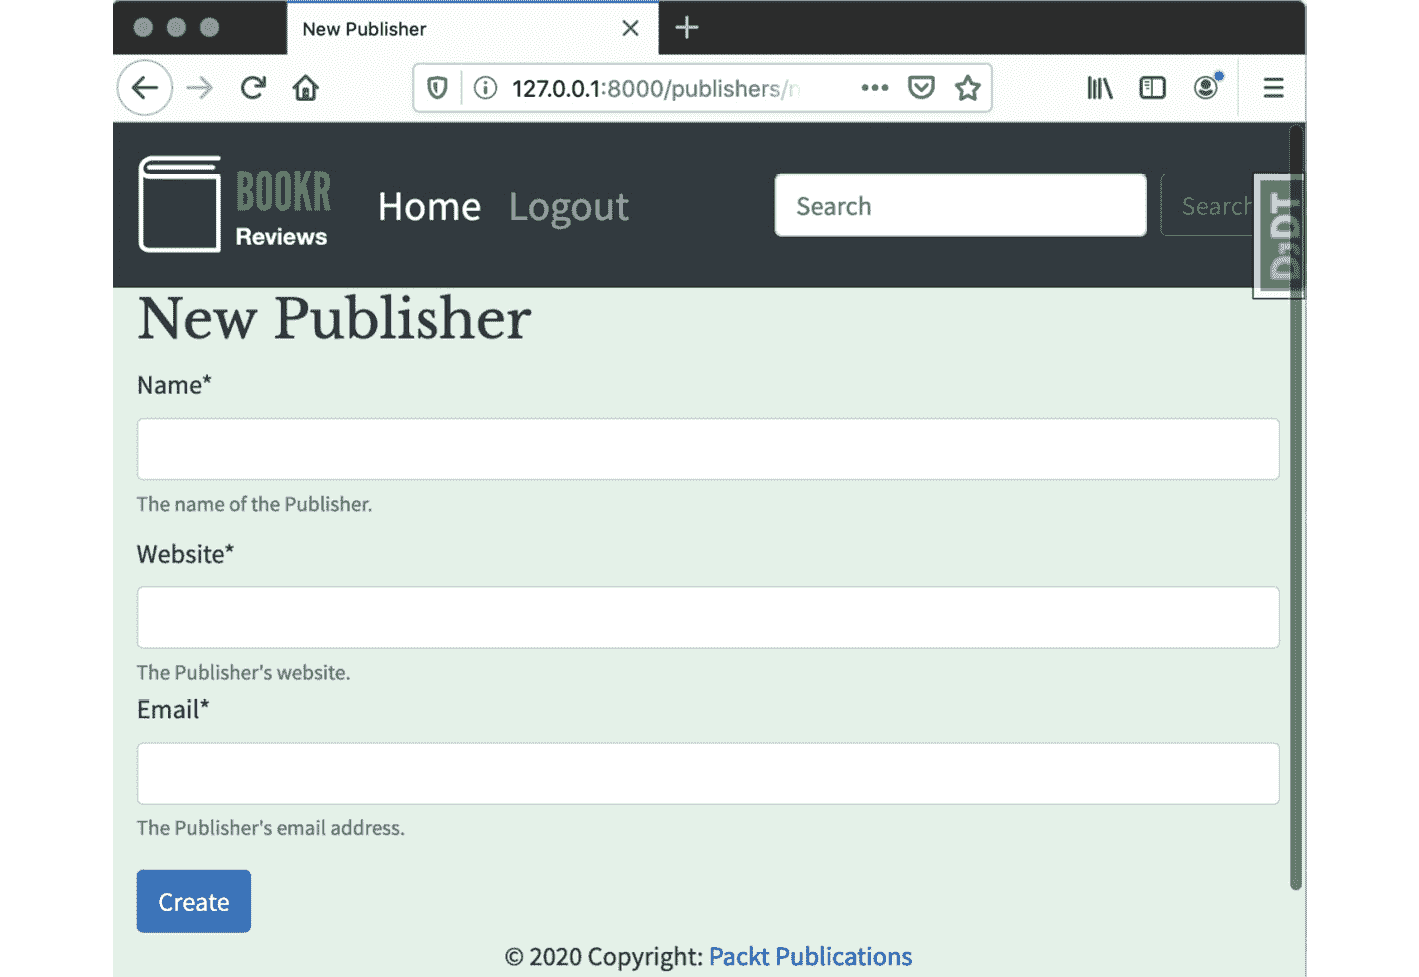 New Publisher
127.0.0.1:8000/publishers/n
BOOKR
Reviews
Home Logout
Search
Search
DJDT
New Publisher
Name*
The name of the Publisher.
Website*
The Publisher's website.
Email*
The Publisher's email address.
Create
© 2020 Copyright: Packt Publications